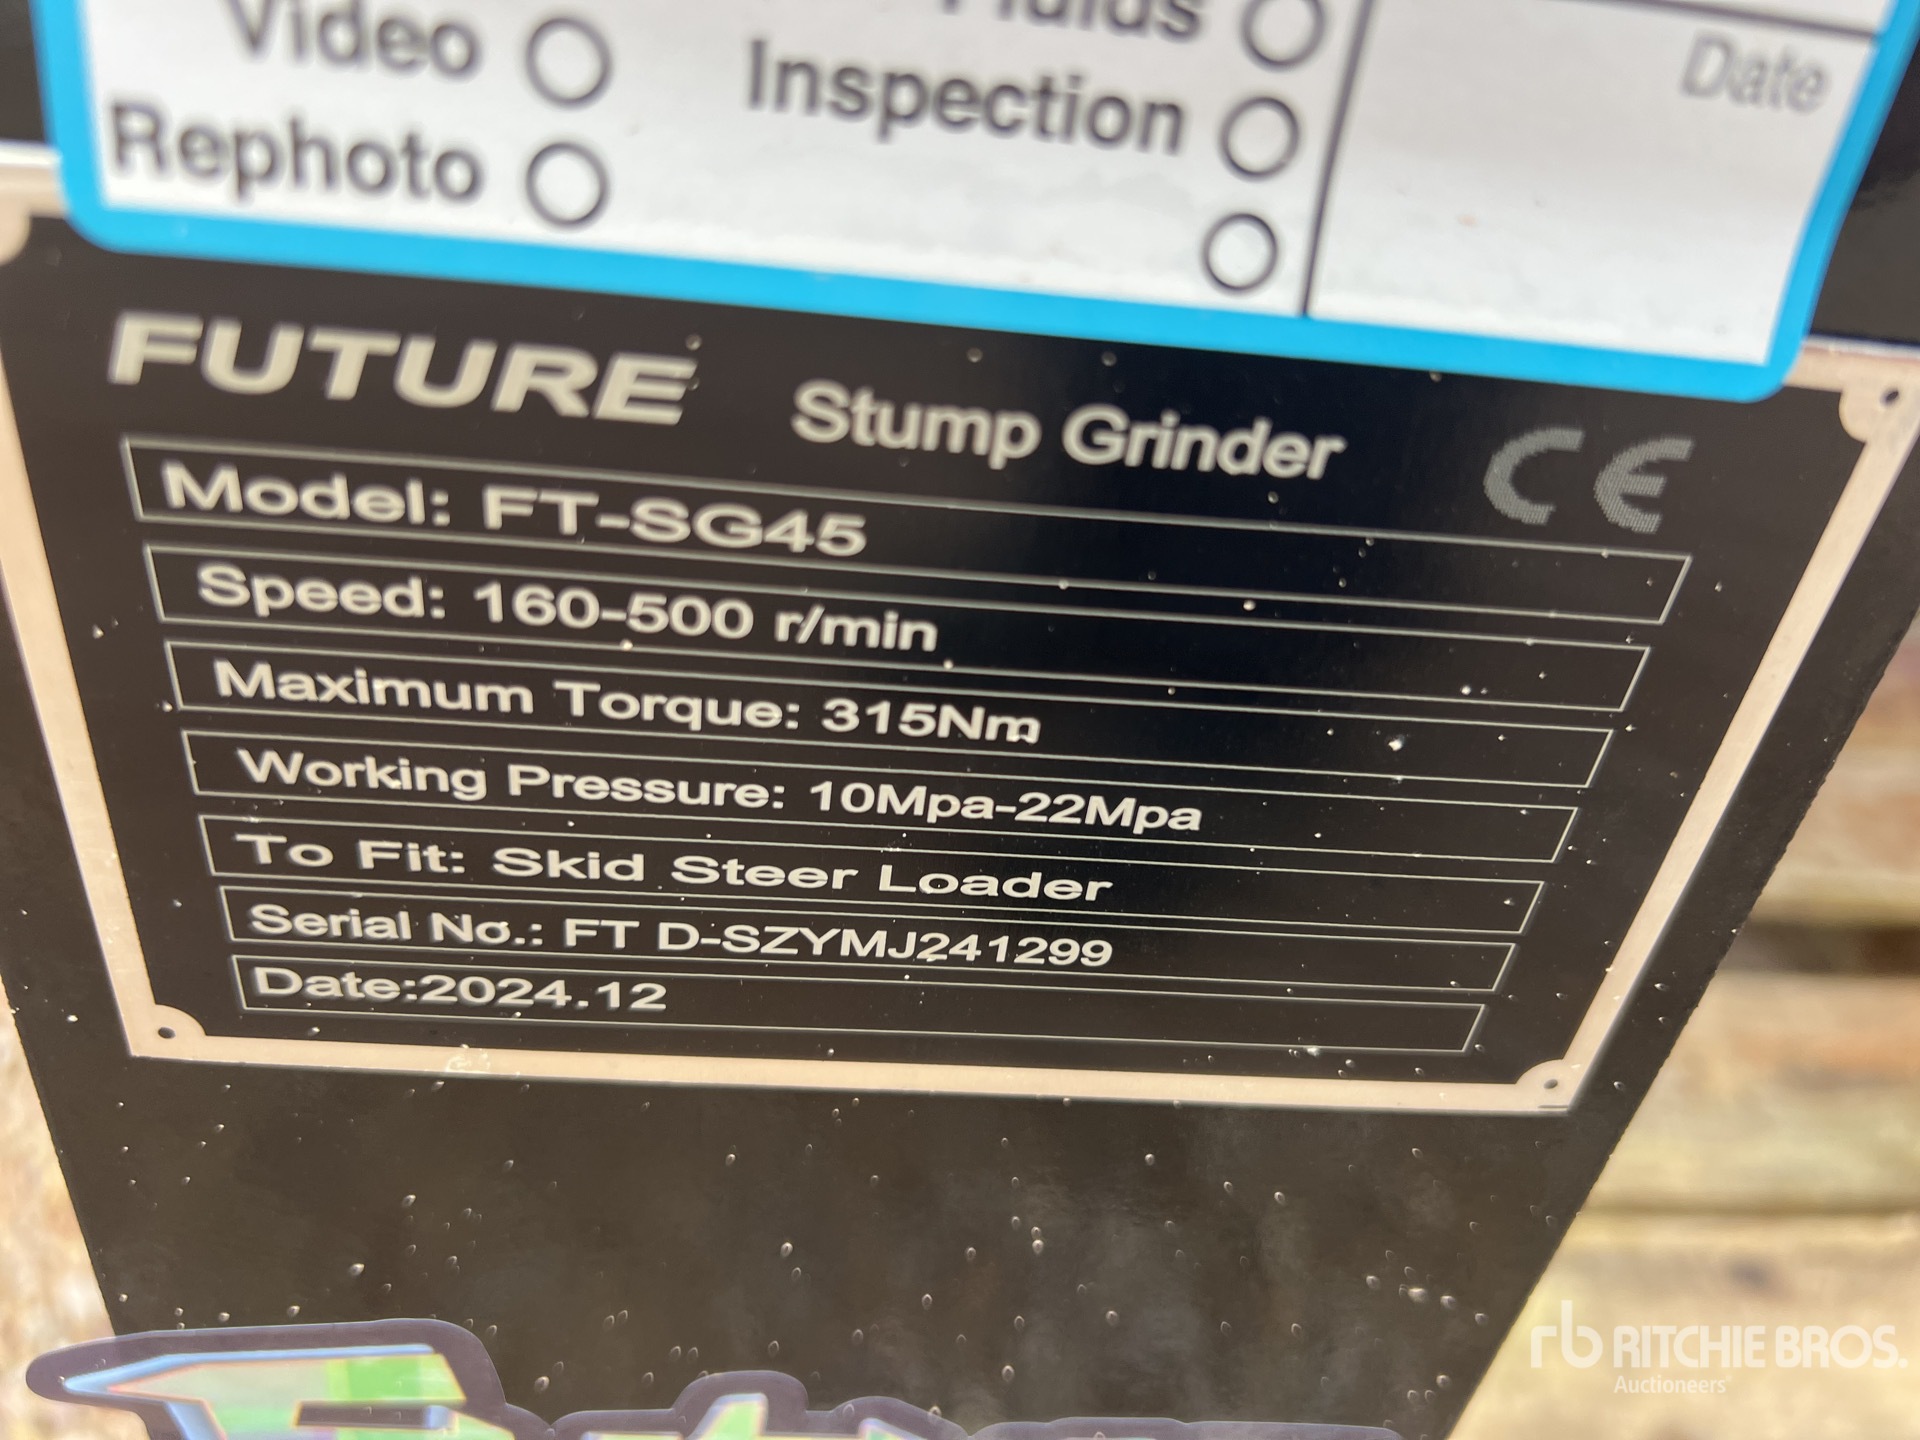 Video
Fluids
Date
Rephoto
Inspection
FUTURE Stump Grinder CE
Model: FT-SG45
Speed: 160-500 r/min
Maximum Torque: 315Nm
Working Pressure: 10Mpa-22Mpa
To Fit: Skid Steer Loader
Serial No.: FT D-SZYMJ241299
Date:2024.12
rb RITCHIE BROS.
Auctioneers